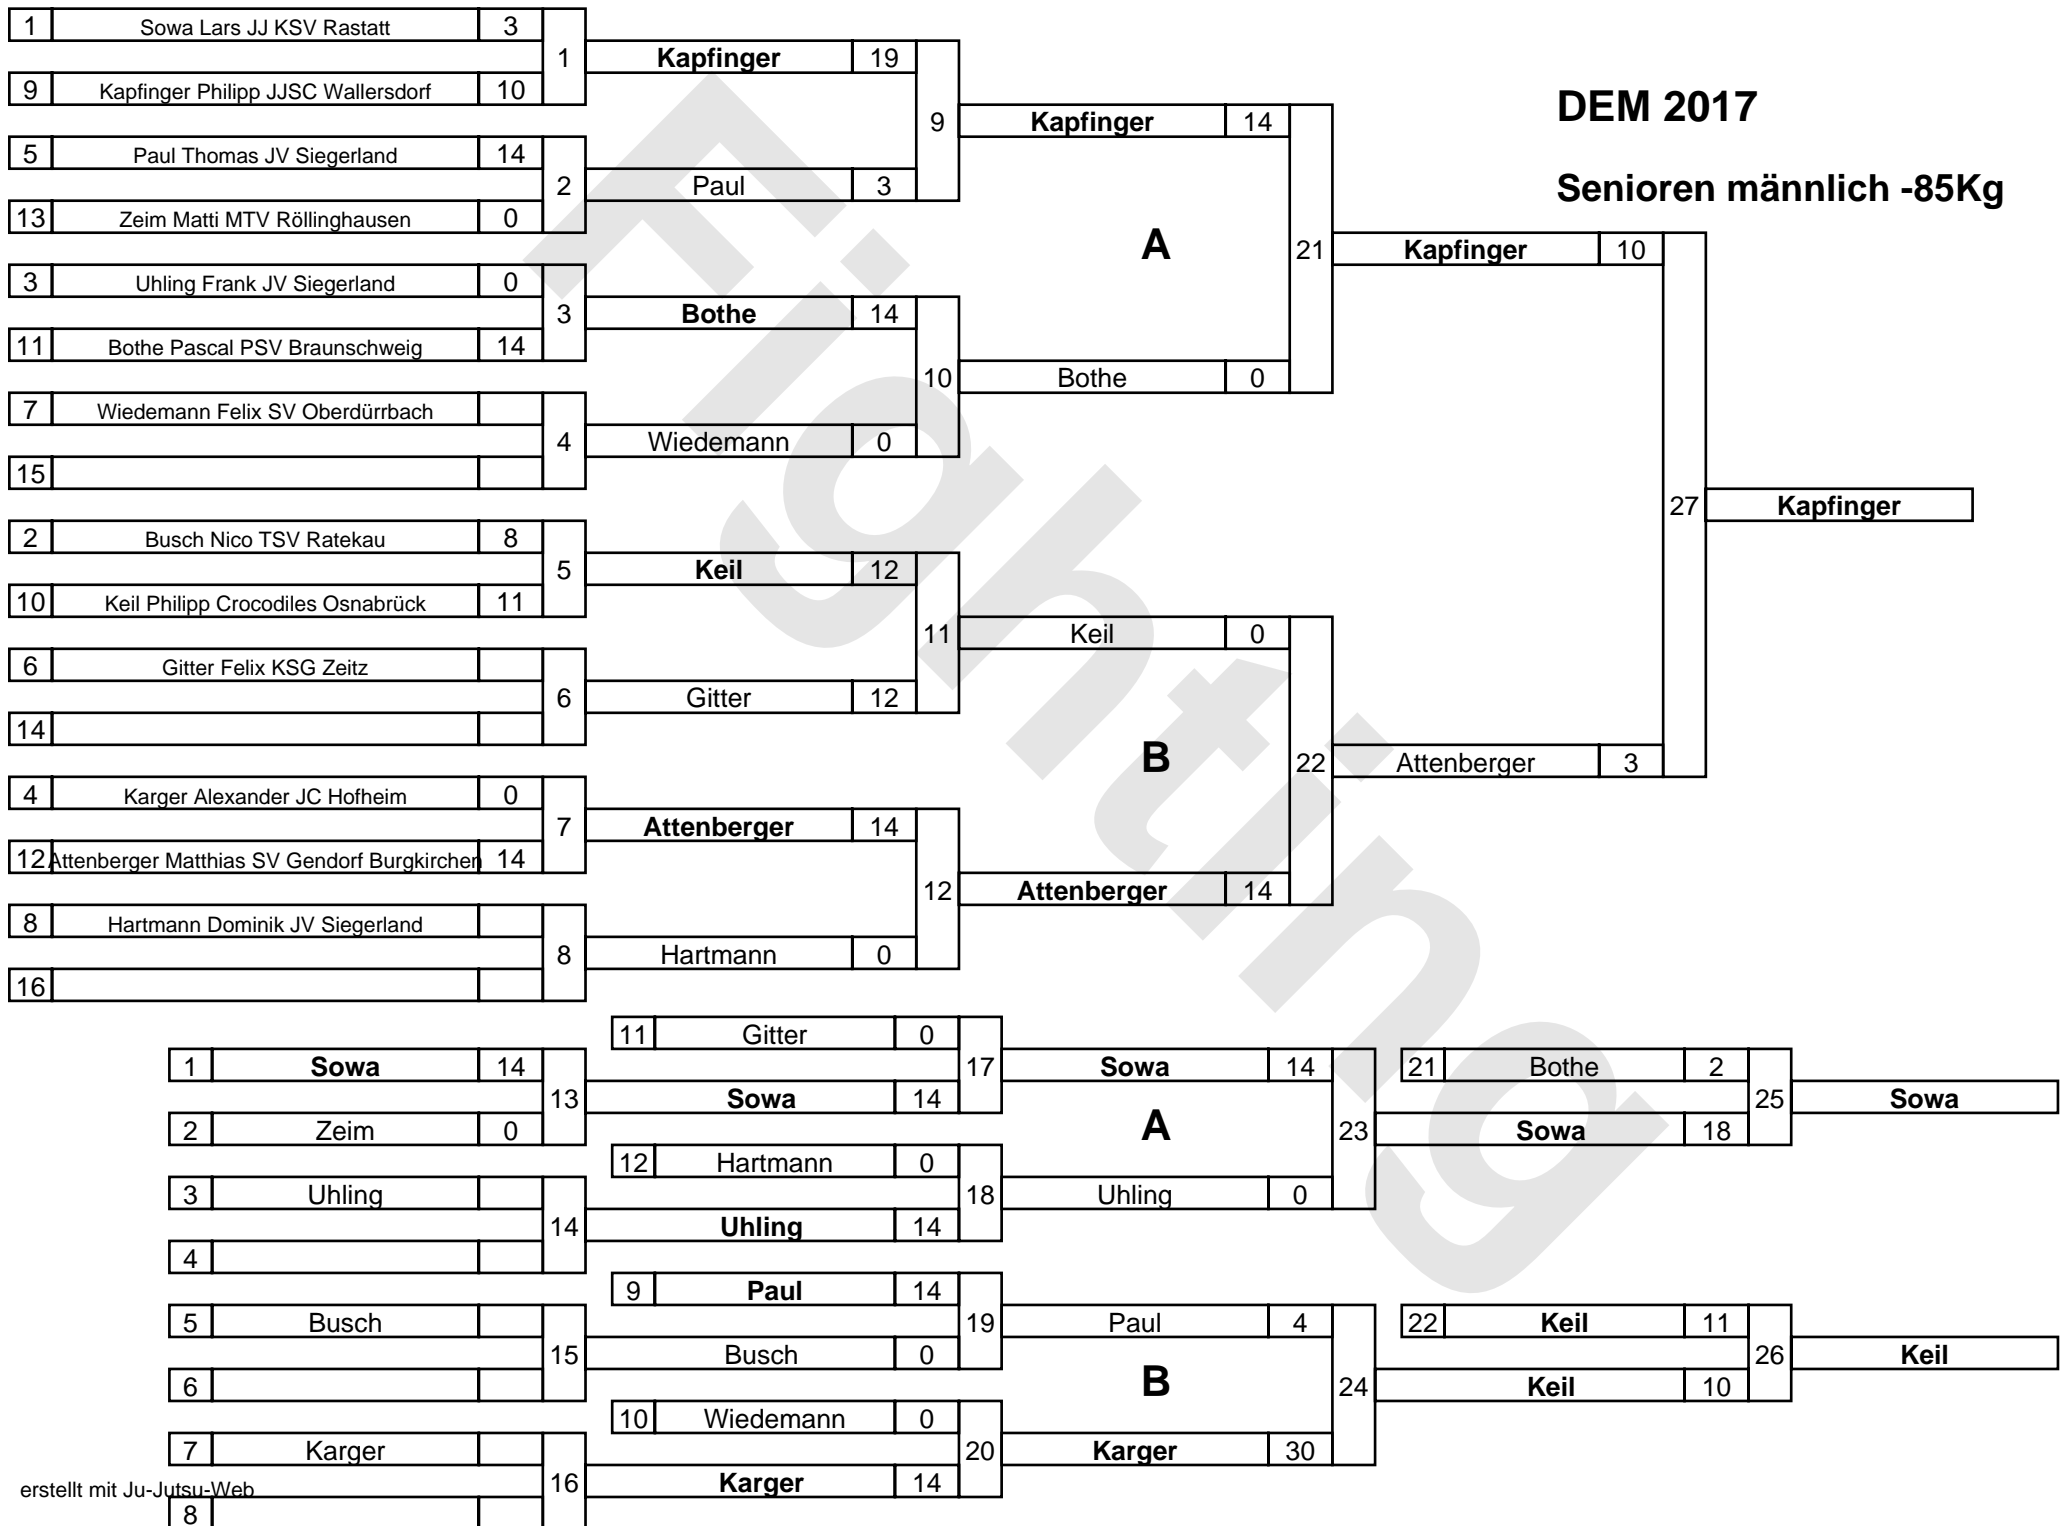 DEM 2017
Senioren männlich -85Kg
Fighting
1 Sowa Lars JJ KSV Rastatt 3
9 Kapfinger Philipp JJSC Wallersdorf 10
1
5 Paul Thomas JV Siegerland 14
13 Zeim Matti MTV Röllinghausen 0
2
3 Uhling Frank JV Siegerland 0
11 Bothe Pascal PSV Braunschweig 14
3
7 Wiedemann Felix SV Oberdürrbach
15
4
2 Busch Nico TSV Ratekau 8
10 Keil Philipp Crocodiles Osnabrück 11
5
6 Gitter Felix KSG Zeitz
14
6
4 Karger Alexander JC Hofheim 0
12 Attenberger Matthias SV Gendorf Burgkirchen 14
7
8 Hartmann Dominik JV Siegerland
16
8
Kapfinger 19
Paul 3
9
Bothe 14
Wiedemann 0
10
Keil 12
Gitter 12
11
Attenberger 14
Hartmann 0
12
Kapfinger 14
A
Bothe 0
21
Keil 0
B
Attenberger 14
22
Kapfinger 10
Attenberger 3
27
Kapfinger
1 Sowa 14
2 Zeim 0
13
3 Uhling
4
14
5 Busch
6
15
7 Karger
8
16
11 Gitter 0
Sowa 14
17
12 Hartmann 0
Uhling 14
18
9 Paul 14
Busch 0
19
10 Wiedemann 0
Karger 14
20
Sowa 14
A
Uhling 0
23
Paul 4
B
Karger 30
24
21 Bothe 2
Sowa 18
25
Sowa
22 Keil 11
Keil 10
26
Keil
erstellt mit Ju-Jutsu-Web